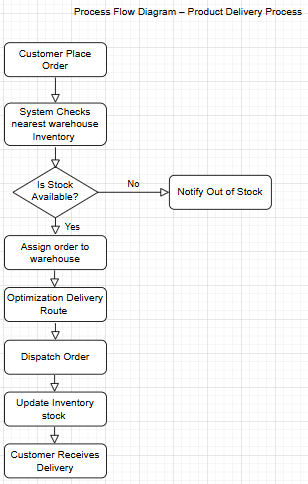 Process Flow Diagram – Product Delivery Process
Customer Place
Order
System Checks
nearest warehouse
Inventory
Is Stock
Available?
No
Notify Out of Stock
Yes
Assign order to
warehouse
Optimization Delivery
Route
Dispatch Order
Update Inventory
stock
Customer Receives
Delivery